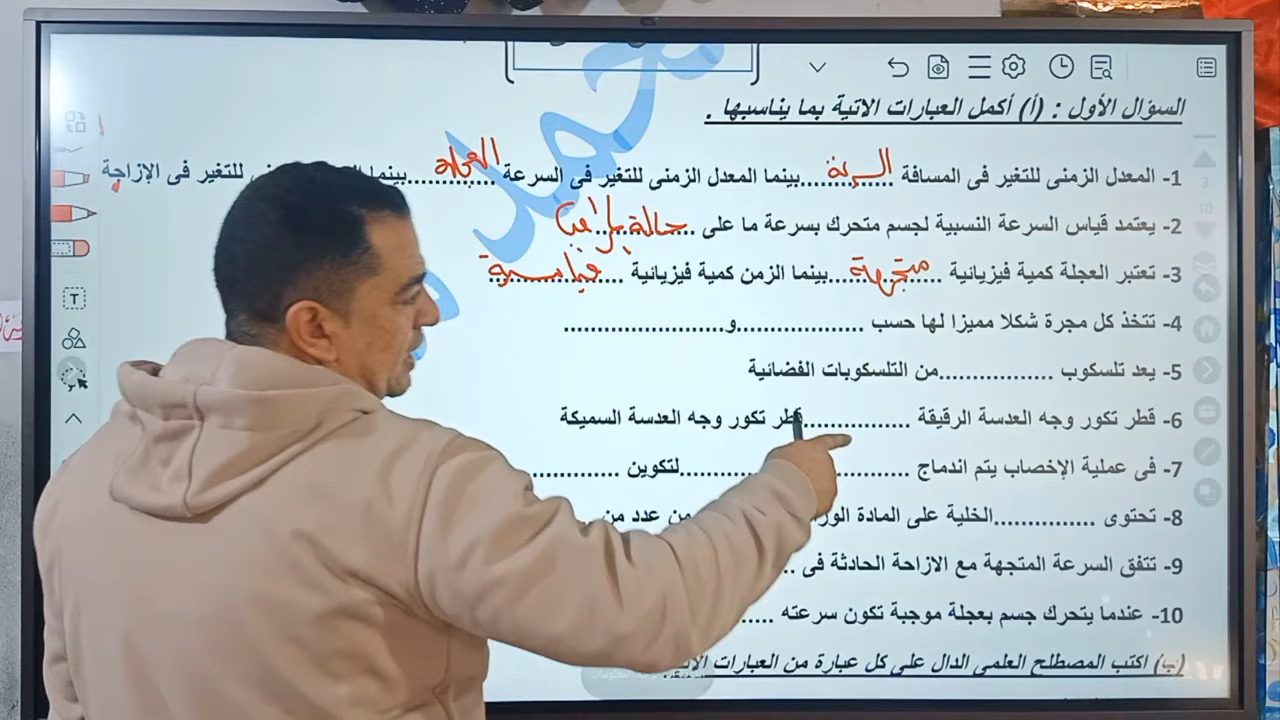 السؤال الأول : (أ) أكمل العبارات الاتية بما يناسبها .
1- المعدل الزمنى للتغير فى المسافة ............... السرعة بينما المعدل الزمنى للتغير فى السرعة ............... العجلة بينما للتغير فى الإزاحة
2- يعتمد قياس السرعة النسبية لجسم متحرك بسرعة ما على ............... حالة المراقب
3- تعتبر العجلة كمية فيزيائية ............... متجهة بينما الزمن كمية فيزيائية ............... قياسية
4- تتخذ كل مجرة شكلا مميزا لها حسب ..................و........................
5- يعد تلسكوب .................من التلسكوبات الفضائية
6- قطر تكور وجه العدسة الرقيقة .................قطر تكور وجه العدسة السميكة
7- فى عملية الإخصاب يتم اندماج ..................لتكوين ..............
8- تحتوى ...............الخلية على المادة من عدد من ..
9- تتفق السرعة المتجهة مع الازاحة الحادثة فى ..
10- عندما يتحرك جسم بعجلة موجبة تكون سرعته .....
(ب) اكتب المصطلح العلمى الدال على كل عبارة من العبارات
T